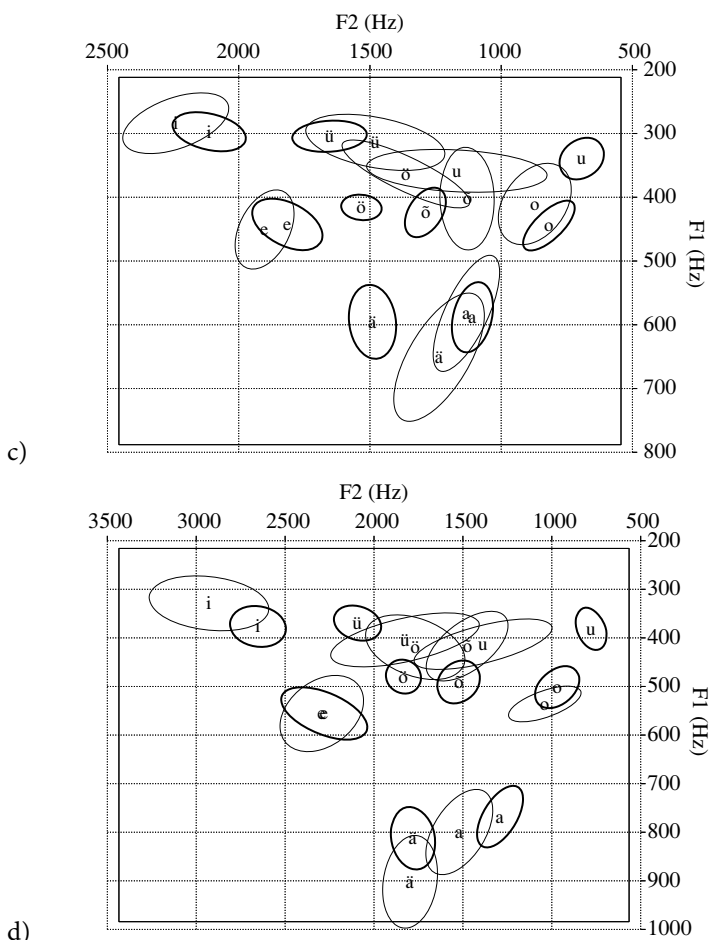 F2 (Hz)
2500 2000 1500 1000 500
200
300
400
500
600
700
800
F1 (Hz)
i i ü ü ö u u
e e ö õ õ o o
ä a a ä
c)
F2 (Hz)
3500 3000 2500 2000 1500 1000 500
200
300
400
500
600
700
800
900
1000
F1 (Hz)
i i ü ü ö õ u u
e e ö õ o o
ä a a
ä
d)